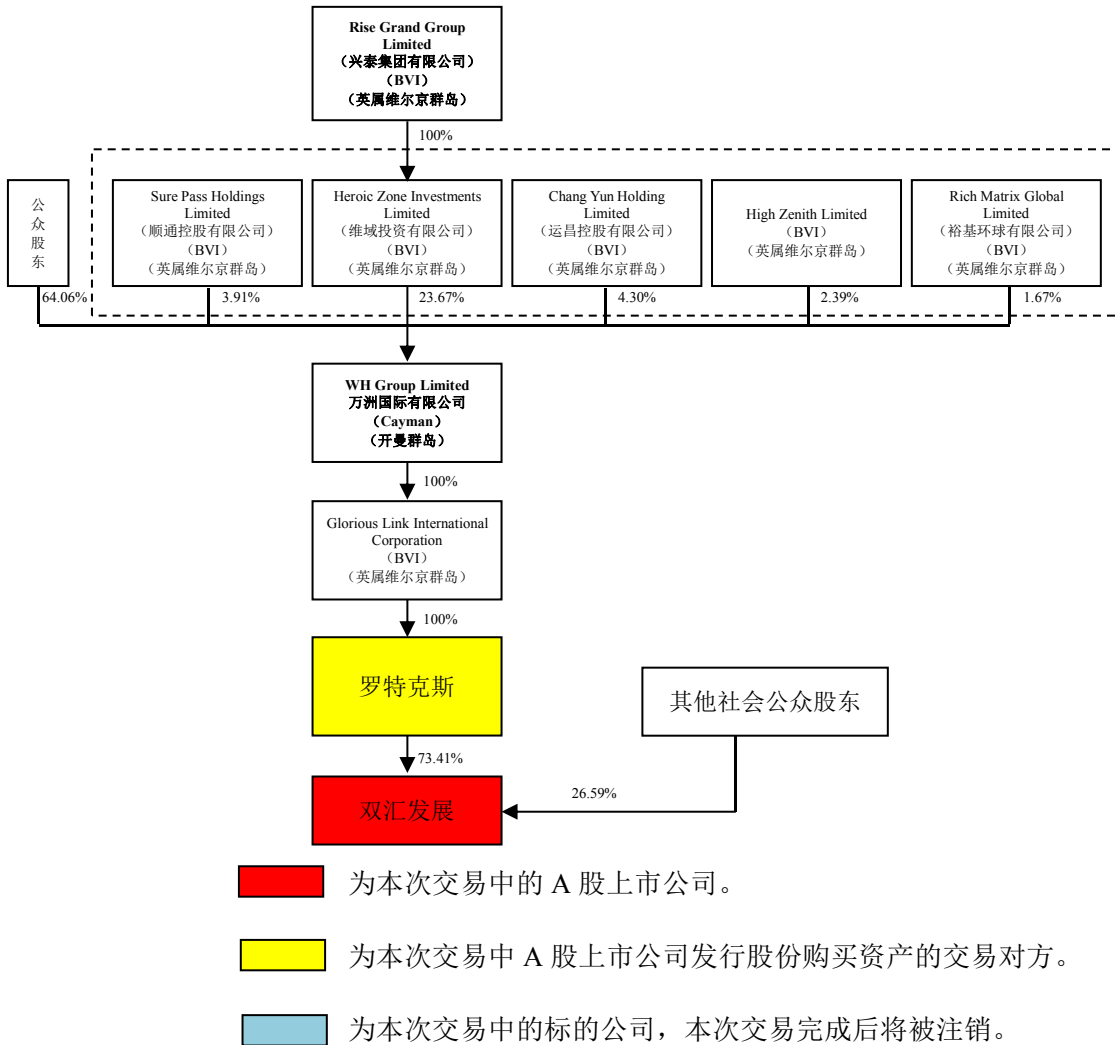 Rise Grand Group
Limited
（兴泰集团有限公司）
（BVI）
（英属维尔京群岛）
100%
公
众
股
东
Sure Pass Holdings
Limited
（顺通控股有限公司）
（BVI）
（英属维尔京群岛）
Heroic Zone Investments
Limited
（维域投资有限公司）
（BVI）
（英属维尔京群岛）
Chang Yun Holding
Limited
（运昌控股有限公司）
（BVI）
（英属维尔京群岛）
High Zenith Limited
（BVI）
（英属维尔京群岛）
Rich Matrix Global
Limited
（裕基环球有限公司）
（BVI）
（英属维尔京群岛）
64.06%
3.91%
23.67%
4.30%
2.39%
1.67%
WH Group Limited
万洲国际有限公司
（Cayman）
（开曼群岛）
100%
Glorious Link International
Corporation
（BVI）
（英属维尔京群岛）
100%
罗特克斯
其他社会公众股东
73.41%
26.59%
双汇发展
为本次交易中的 A 股上市公司。
为本次交易中 A 股上市公司发行股份购买资产的交易对方。
为本次交易中的标的公司，本次交易完成后将被注销。